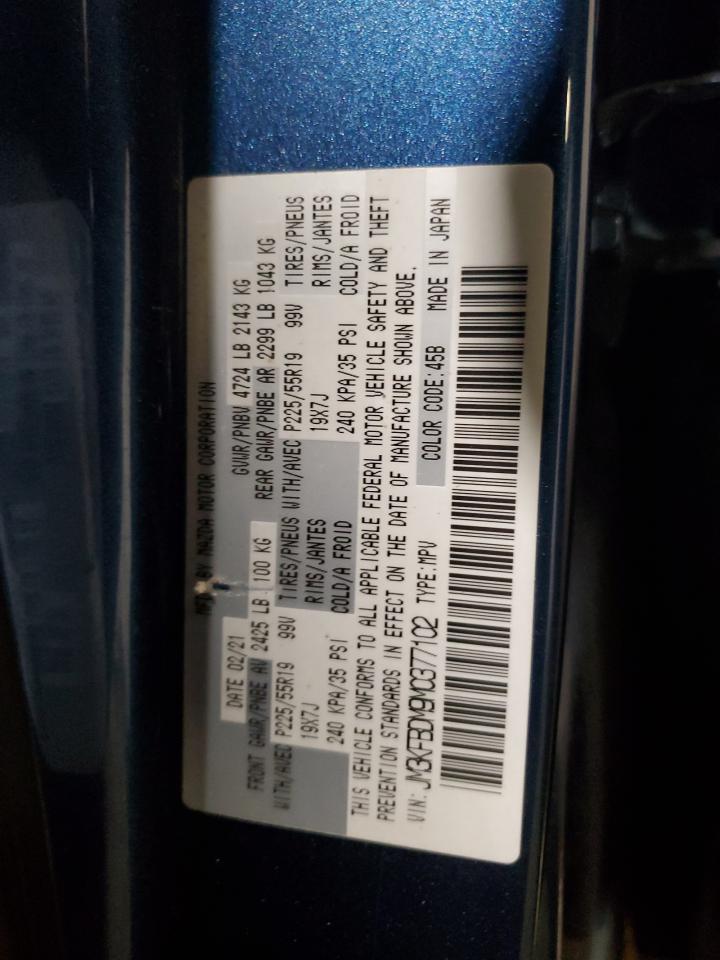 MFD BY MAZDA MOTOR CORPORATION
DATE 02/21 GVWR/PNBV 4724 LB 2143 KG
FRONT GAWR/PNBE AV 2425 LB 100 KG REAR GAWR/PNBE AR 2299 LB 1043 KG
WITH/AVEC P225/55R19 99V TIRES/PNEUS WITH/AVEC P225/55R19 99V TIRES/PNEUS
19X7J RIMS/JANTES 19X7J RIMS/JANTES
240 KPA/35 PSI COLD/A FROID 240 KPA/35 PSI COLD/A FROID
THIS VEHICLE CONFORMS TO ALL APPLICABLE FEDERAL MOTOR VEHICLE SAFETY AND THEFT
PREVENTION STANDARDS IN EFFECT ON THE DATE OF MANUFACTURE SHOWN ABOVE.
VIN: JM3KFBDM9M0377102 TYPE:MPV COLOR CODE:45B MADE IN JAPAN